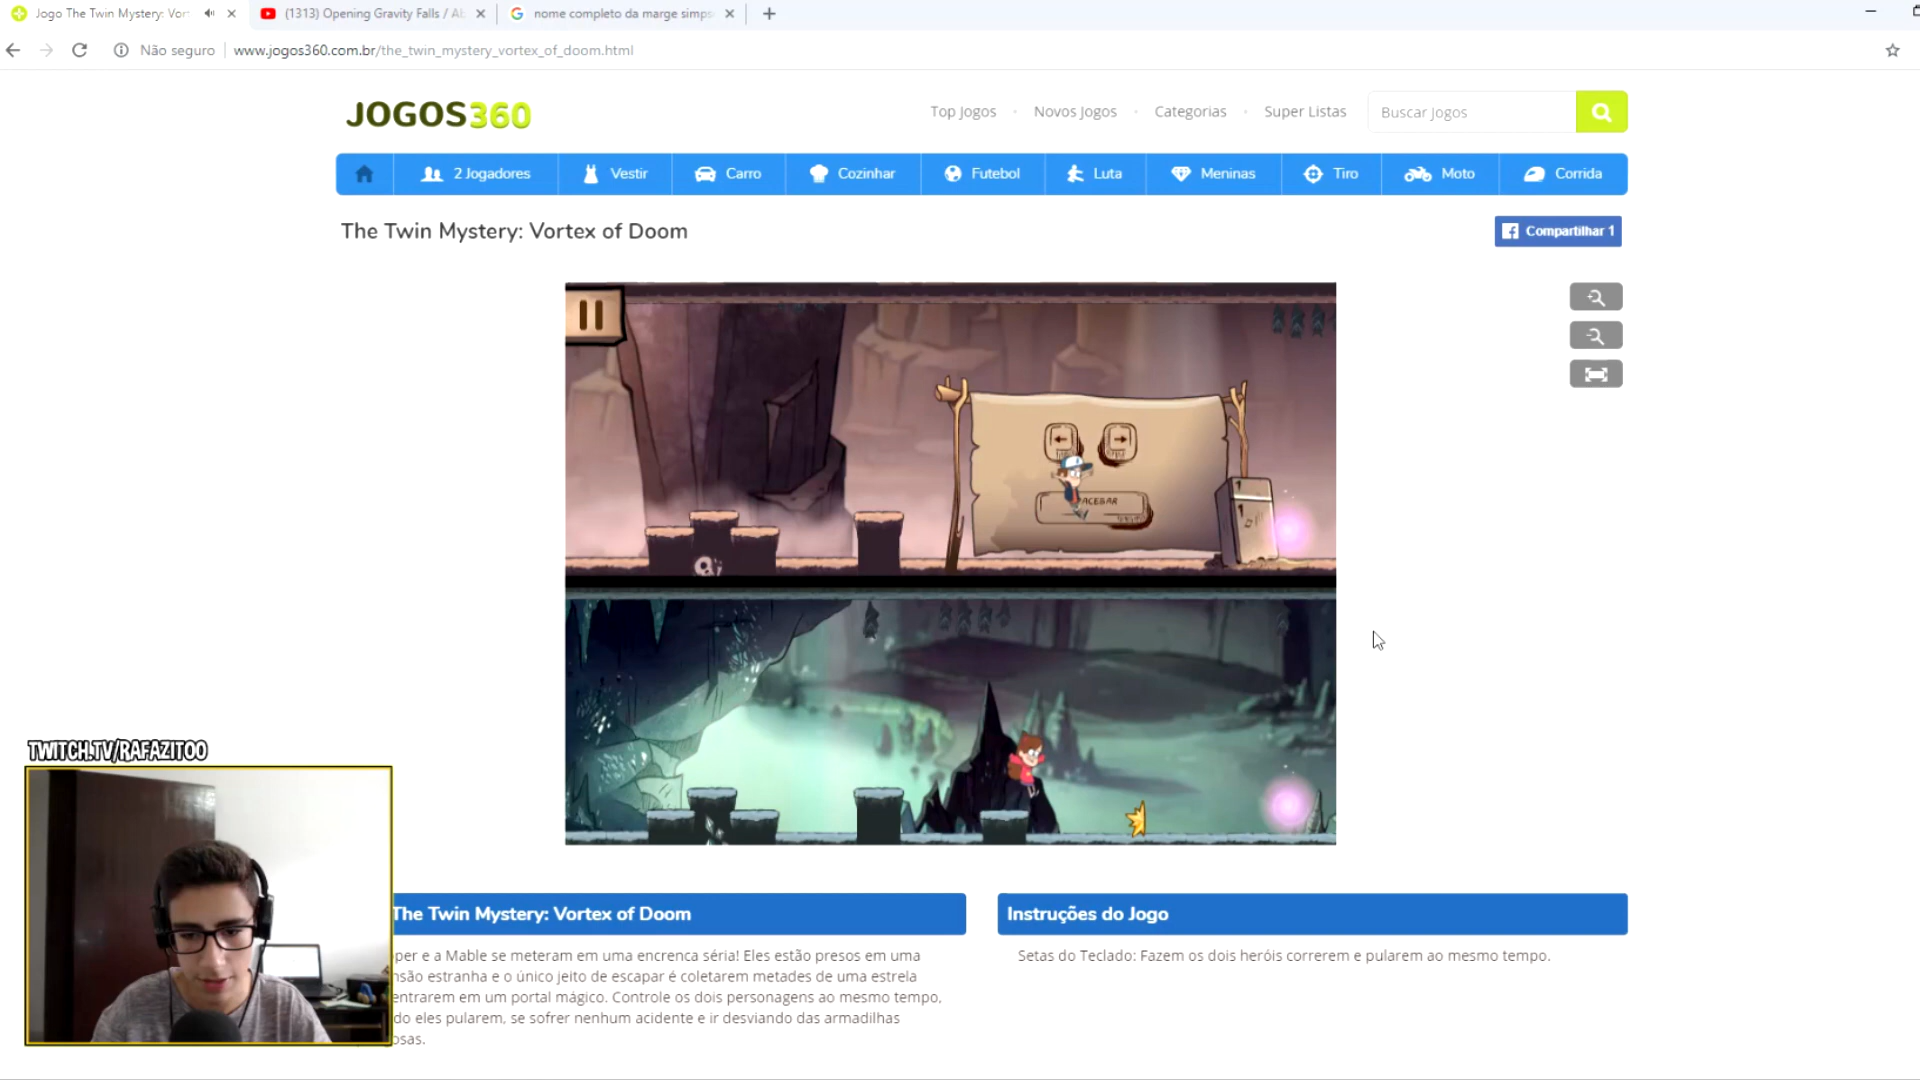 Jogo The Twin Mystery: Vor
(1313) Opening Gravity Falls / Al
nome completo da marge simps
Não seguro
www.jogos360.com.br/the_twin_mystery_vortex_of_doom.html
JOGOS360
Top Jogos
Novos Jogos
Categorias
Super Listas
Buscar Jogos
2 Jogadores
Vestir
Carro
Cozinhar
Futebol
Luta
Meninas
Tiro
Moto
Corrida
The Twin Mystery: Vortex of Doom
Compartilhar 1
ACEBAR
TWITCH.TV/RAFAZITOO
The Twin Mystery: Vortex of Doom
per e a Mable se meteram em uma encrenca séria! Eles estão presos em uma
nsão estranha e o único jeito de escapar é coletarem metades de uma estrela
entrarem em um portal mágico. Controle os dois personagens ao mesmo tempo,
do eles pularem, se sofrer nenhum acidente e ir desviando das armadilhas
osas.
Instruções do Jogo
Setas do Teclado: Fazem os dois heróis correrem e pularem ao mesmo tempo.